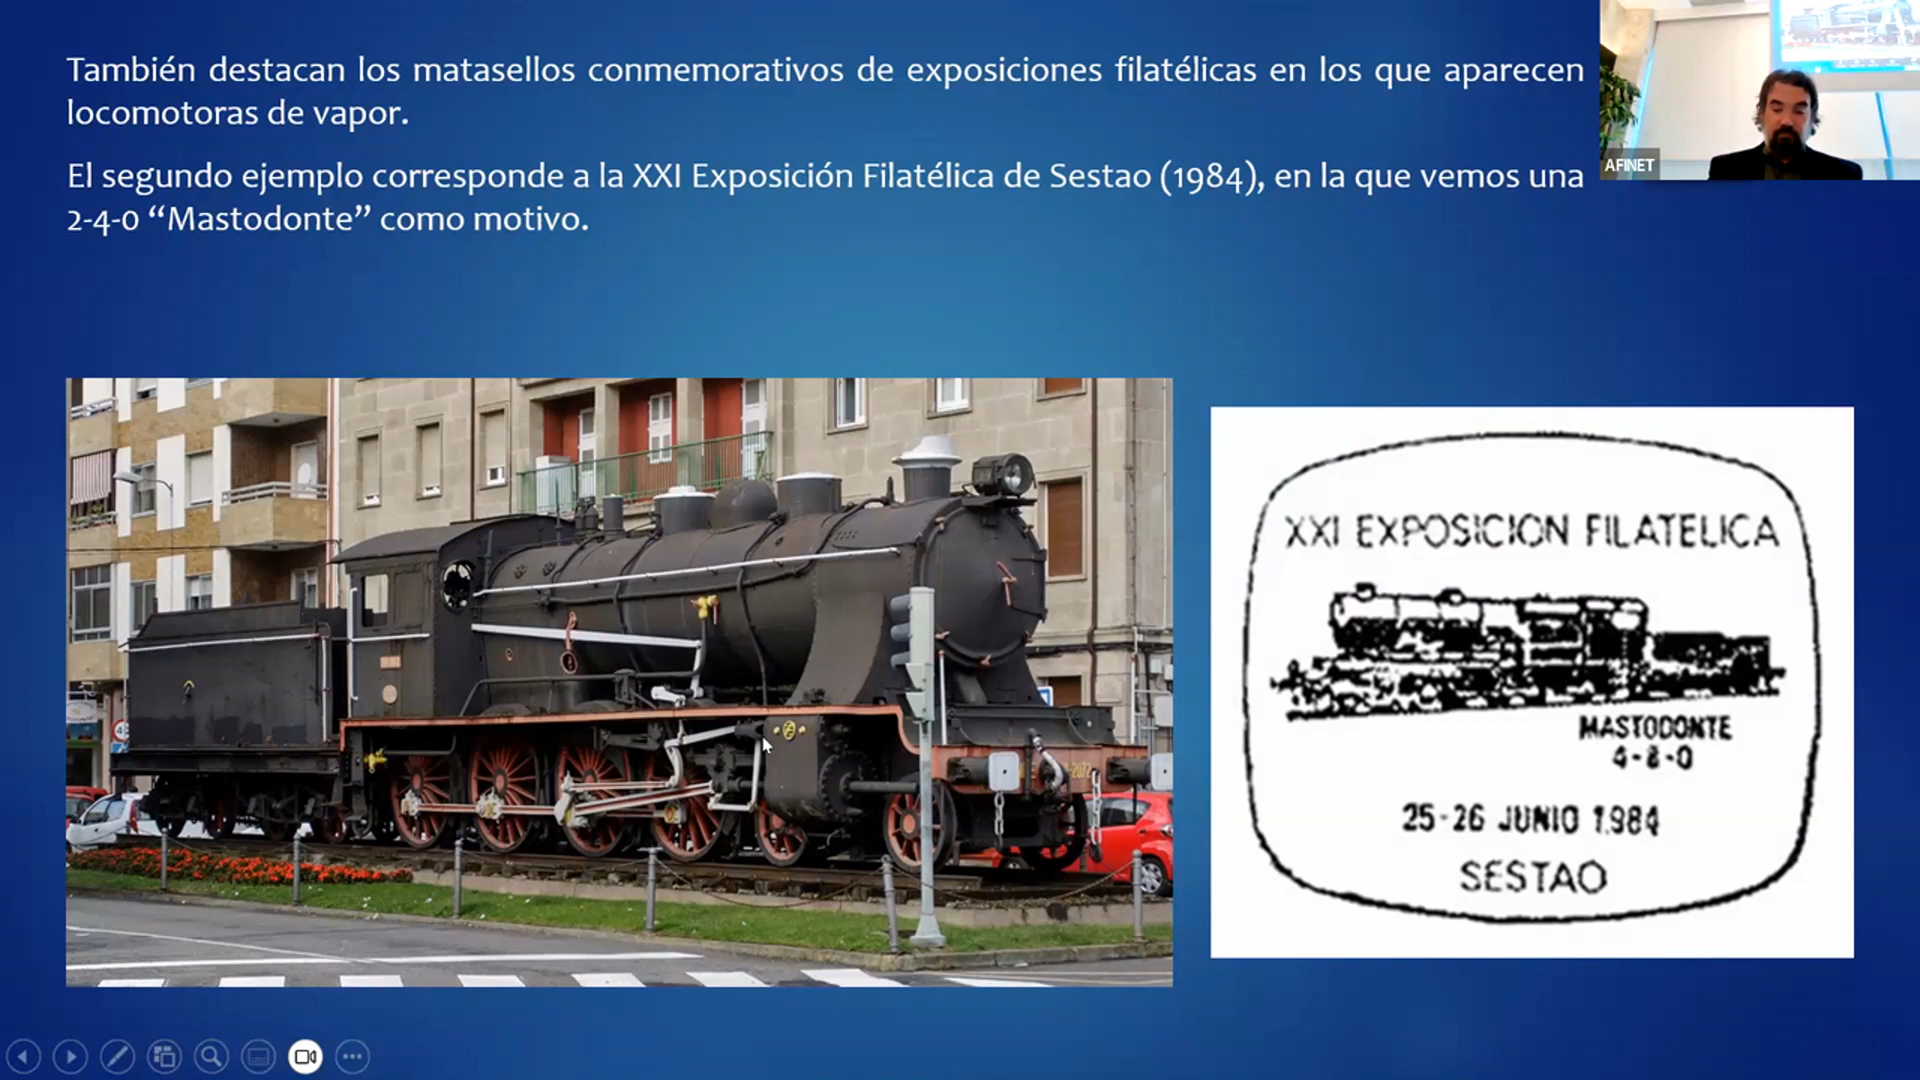 También destacan los matasellos conmemorativos de exposiciones filatélicas en los que aparecen
locomotoras de vapor.
El segundo ejemplo corresponde a la XXI Exposición Filatélica de Sestao (1984), en la que vemos una
2-4-0 “Mastodonte” como motivo.
AFINET
XXI EXPOSICION FILATELICA
MASTODONTE
4-8-0
25-26 JUNIO 1984
SESTAO